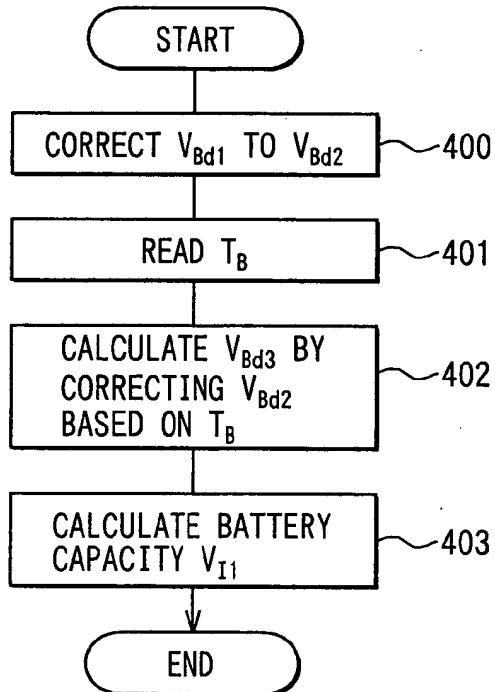 START
CORRECT V_Bd1 TO V_Bd2
400
READ T_B
401
CALCULATE V_Bd3 BY
CORRECTING V_Bd2
BASED ON T_B
402
CALCULATE BATTERY
CAPACITY V_I1
403
END